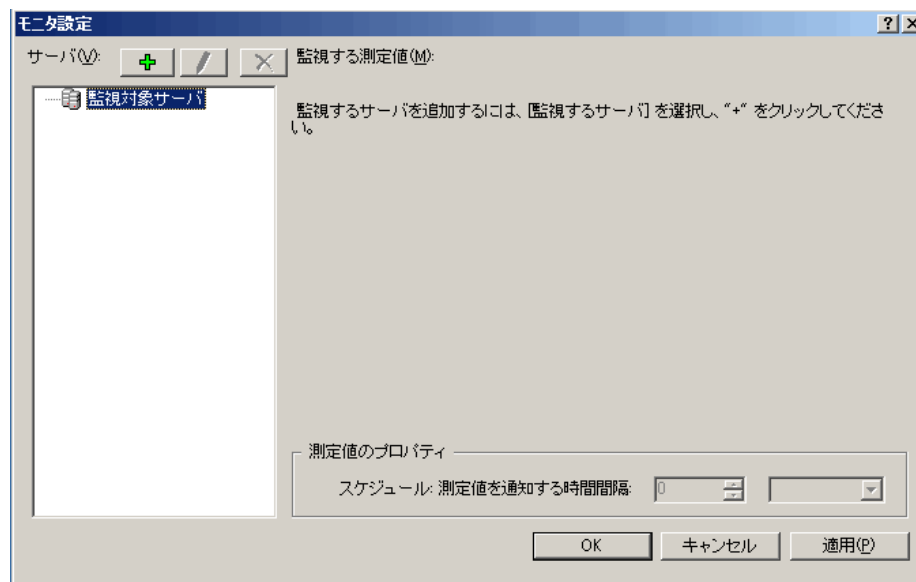 モニタ設定
サーバ(V):
監視する測定値(M):
監視対象サーバ
監視するサーバを追加するには、[監視するサーバ] を選択し、"+" をクリックしてくださ
い。
測定値のプロパティ
スケジュール: 測定値を通知する時間間隔:
0
OK
キャンセル
適用(P)